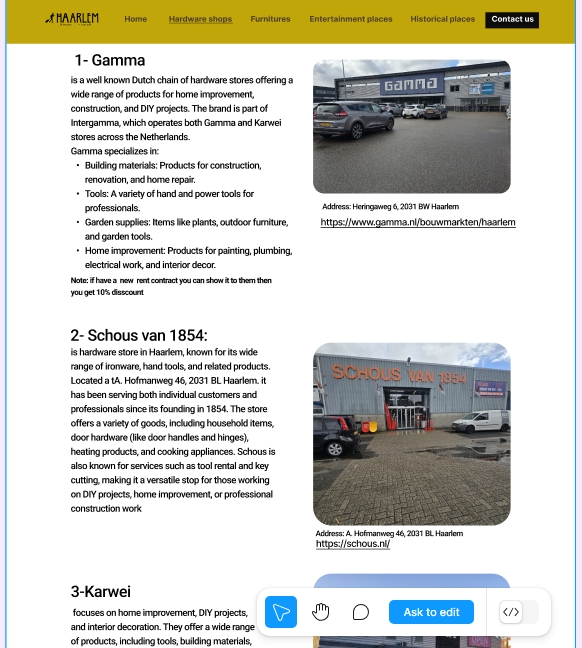 HAARLEM
Home
Hardware shops
Furnitures
Entertainment places
Historical places
Contact us
1- Gamma
is a well known Dutch chain of hardware stores offering a
wide range of products for home improvement,
construction, and DIY projects. The brand is part of
Intergamma, which operates both Gamma and Karwei
stores across the Netherlands.
Gamma specializes in:
• Building materials: Products for construction,
renovation, and home repair.
• Tools: A variety of hand and power tools for
professionals.
• Garden supplies: Items like plants, outdoor furniture,
and garden tools.
• Home improvement: Products for painting, plumbing,
electrical work, and interior decor.
Note: if have a new rent contract you can show it to them then
you get 10% disscount
GAMMA
Address: Heringaweg 6, 2031 BW Haarlem
https://www.gamma.nl/bouwmarkten/haarlem
2- Schous van 1854:
is hardware store in Haarlem, known for its wide
range of ironware, hand tools, and related products.
Located a tA. Hofmanweg 46, 2031 BL Haarlem. it
has been serving both individual customers and
professionals since its founding in 1854. The store
offers a variety of goods, including household items,
door hardware (like door handles and hinges),
heating products, and cooking appliances. Schous is
also known for services such as tool rental and key
cutting, making it a versatile stop for those working
on DIY projects, home improvement, or professional
construction work
SCHOUS VAN 1854
Address: A. Hofmanweg 46, 2031 BL Haarlem
https://schous.nl/
3-Karwei
focuses on home improvement, DIY projects,
and interior decoration. They offer a wide range
of products, including tools, building materials,
Ask to edit